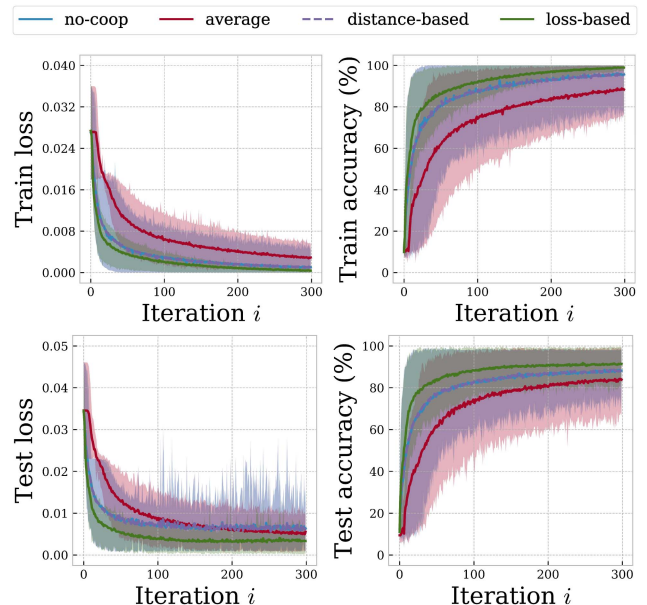 no-coop average distance-based loss-based
Train loss
0.040
0.032
0.024
0.016
0.008
0.000
0 100 200 300
Iteration i
Train accuracy (%)
100
80
60
40
20
0
0 100 200 300
Iteration i
Test loss
0.05
0.04
0.03
0.02
0.01
0.00
0 100 200 300
Iteration i
Test accuracy (%)
100
80
60
40
20
0
0 100 200 300
Iteration i